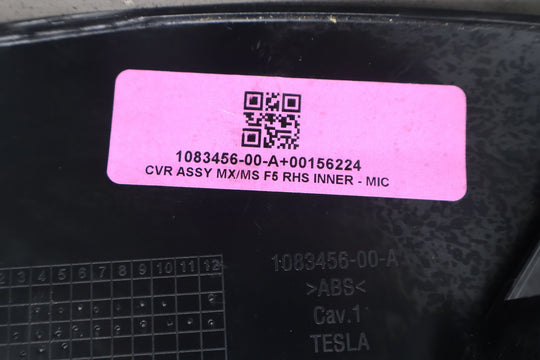 1083456-00-A+00156224
CVR ASSY MX/MS F5 RHS INNER - MIC
1083456-00-A
>ABS<
Cav.1
TESLA
2 3 4 5 6 7 8 9 10 11 12